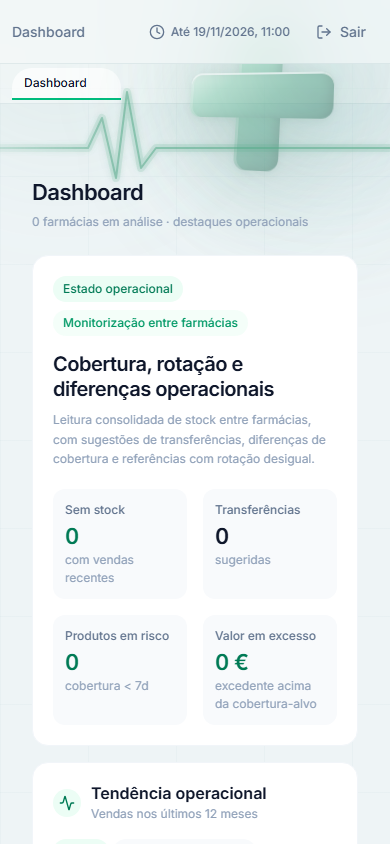 Dashboard
Até 19/11/2026, 11:00
Sair
Dashboard
Dashboard
0 farmácias em análise · destaques operacionais
Estado operacional
Monitorização entre farmácias
Cobertura, rotação e
diferenças operacionais
Leitura consolidada de stock entre farmácias,
com sugestões de transferências, diferenças de
cobertura e referências com rotação desigual.
Sem stock
0
com vendas
recentes
Transferências
0
sugeridas
Produtos em risco
0
cobertura < 7d
Valor em excesso
0 €
excedente acima
da cobertura-alvo
Tendência operacional
Vendas nos últimos 12 meses